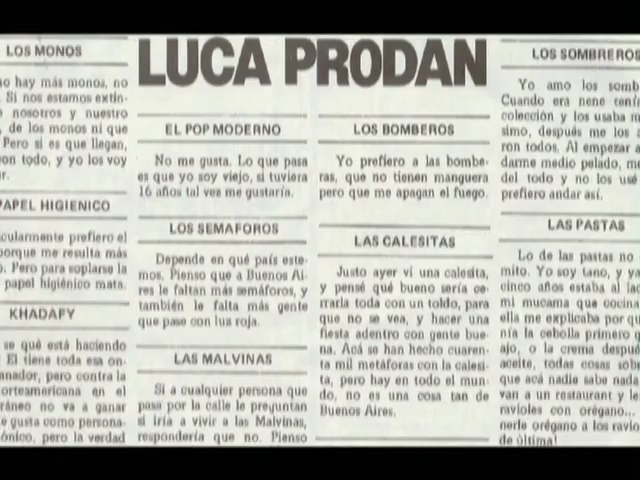 LOS MONOS
no hay más monos, no
. Si nos estamos extin-
nosotros y nuestro
, de los monos ni que
Pero si es que llegan,
con todo, y yo los voy
r.
PAPEL HIGIENICO
icularmente prefiero el
porque me resulta más
o. Pero para soplarse la
papel higiénico mata.
KHADAFY
se qué está haciendo
El tiene toda esa on-
anador, pero contra la
orteamericana en el
ráneo no va a ganar
e gusta como persona-
ónico, pero la verdad
LUCA PRODAN
EL POP MODERNO
No me gusta. Lo que pasa
es que yo soy viejo, si tuviera
16 años tal vez me gustaría.
LOS SEMAFOROS
Depende en qué país este-
mos. Pienso que a Buenos Ai-
res le faltan más semáforos, y
también le falta más gente
que pase con luz roja.
LAS MALVINAS
Si a cualquier persona que
pasa por la calle le preguntan
si iría a vivir a las Malvinas,
respondería que no. Pienso
LOS BOMBEROS
Yo prefiero a las bombe-
ras, que no tienen manguera
pero que me apagan el fuego.
LAS CALESITAS
Justo ayer vi una calesita,
y pensé qué bueno sería ce-
rrarla toda con un toldo, para
que no se vea, y hacer una
fiesta adentro con gente bue-
na. Acá se han hecho cuaren-
ta mil metáforas con la calesi-
ta, pero hay en todo el mun-
do, no es una cosa tan de
Buenos Aires.
LOS SOMBREROS
Yo amo los somb
Cuando era nene tení
colección y los usaba m
simo, después me los
ron todos. Al empezar a
darme medio pelado, m
del todo y no los usé
prefiero andar así.
LAS PASTAS
Lo de las pastas no
mito. Yo soy tano, y ya
cinco años estaba al lac
mi mucama que cocin
ella me explicaba por qu
nía la cebolla primero q
ajo, o la crema despu
aceite, todas cosas sob
que acá nadie sabe nad
van a un restaurant y le
ravioles con orégano...
nerle orégano a los ravio
de última!